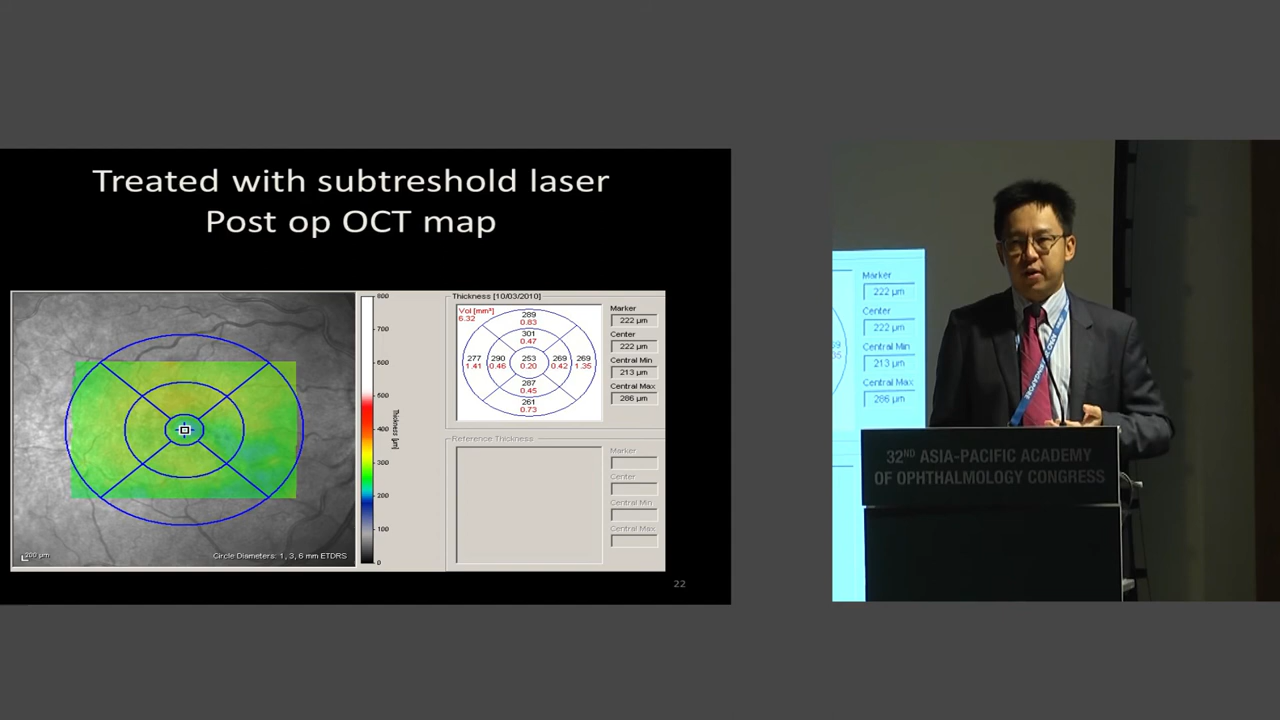 Treated with subtreshold laser
Post op OCT map
800
700
600
500
400
300
200
100
0
Thickness [µm]
200 µm
Circle Diameters: 1, 3, 6 mm ETDRS
Thickness [10/03/2010]
Vol [mm³]
6.32
289
0.83
301
0.47
277 290 253 269 269
1.41 0.46 0.20 0.42 1.35
287
0.45
261
0.73
Marker
222 µm
Center
222 µm
Central Min
213 µm
Central Max
286 µm
Reference Thickness
Marker
Center
Central Min
Central Max
22
Marker
222 µm
Center
222 µm
Central Min
213 µm
Central Max
286 µm
69
35
SINGAPORE
32ND ASIA-PACIFIC ACADEMY
OF OPHTHALMOLOGY CONGRESS